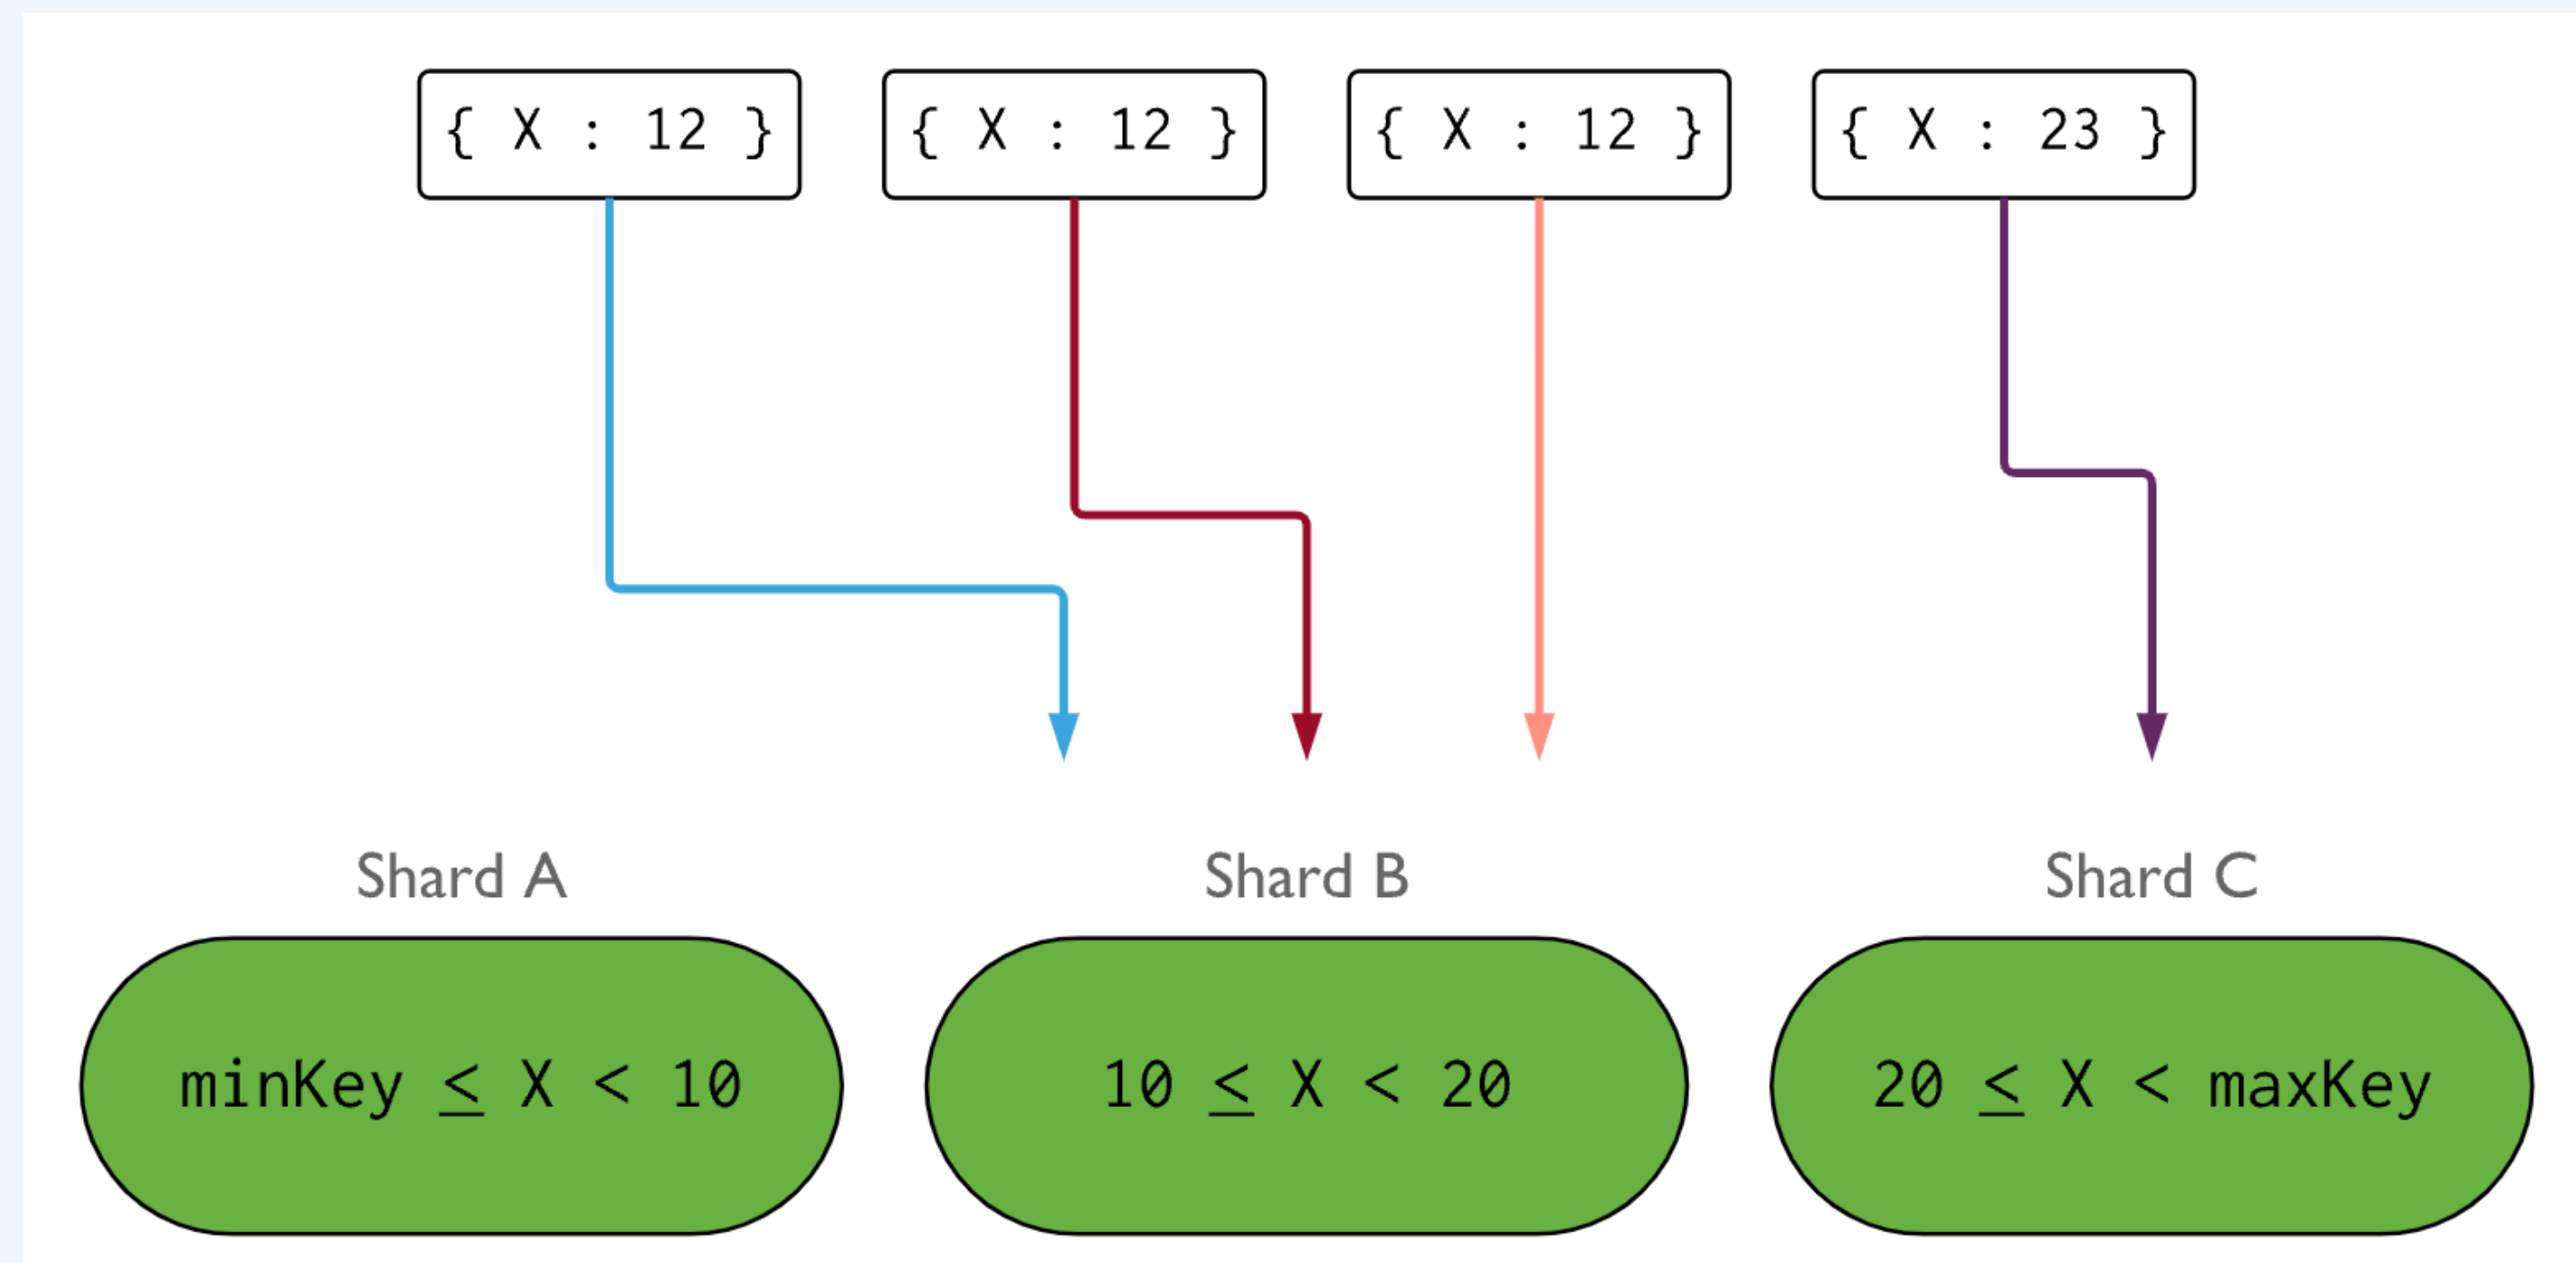 { X : 12 }
{ X : 12 }
{ X : 12 }
{ X : 23 }
Shard A
Shard B
Shard C
minKey ≤ X < 10
10 ≤ X < 20
20 ≤ X < maxKey